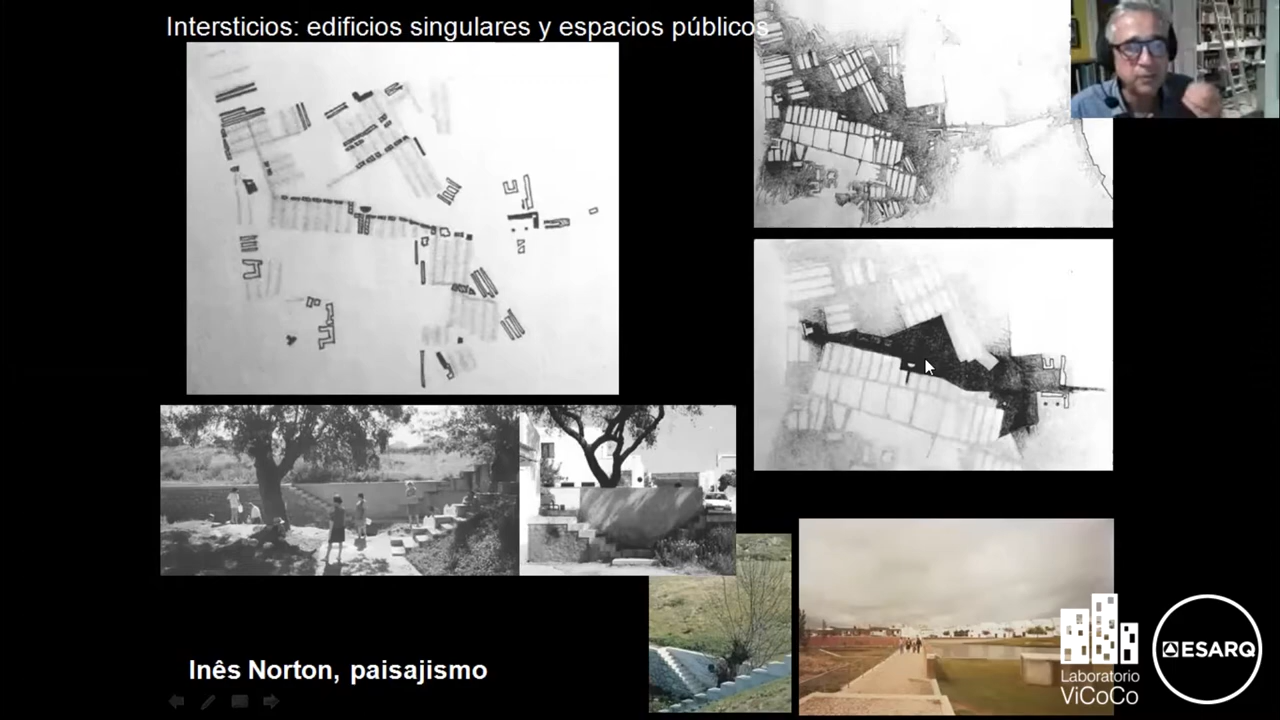 Intersticios: edificios singulares y espacios públicos
Inês Norton, paisajismo
Laboratorio
ViCoCo
ESARQ